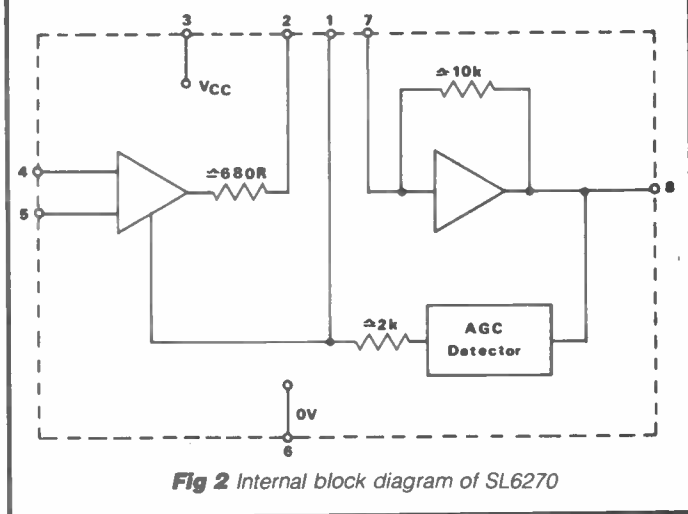 3 2 1 7
VCC
≏10k
4
≏680R
8
5
≏2k
AGC
Detector
0V
6
Fig 2 Internal block diagram of SL6270